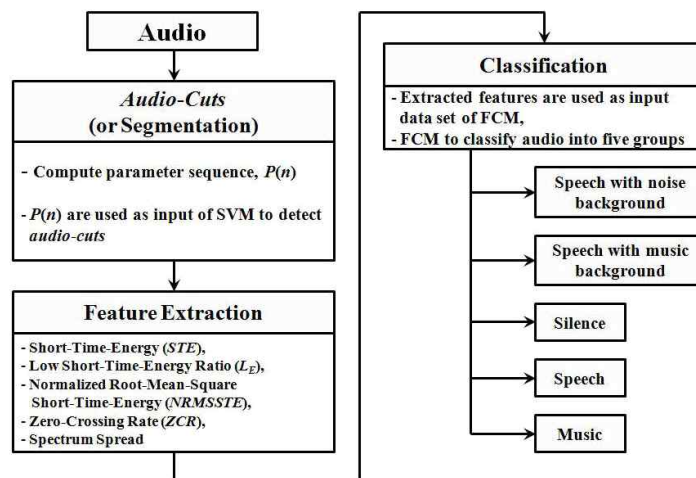 Audio
Audio-Cuts
(or Segmentation)
- Compute parameter sequence, P(n)
- P(n) are used as input of SVM to detect
audio-cuts
Feature Extraction
- Short-Time-Energy (STE),
- Low Short-Time-Energy Ratio (L_E),
- Normalized Root-Mean-Square
Short-Time-Energy (NRMSSTE),
- Zero-Crossing Rate (ZCR),
- Spectrum Spread
Classification
- Extracted features are used as input
data set of FCM,
- FCM to classify audio into five groups
Speech with noise
background
Speech with music
background
Silence
Speech
Music